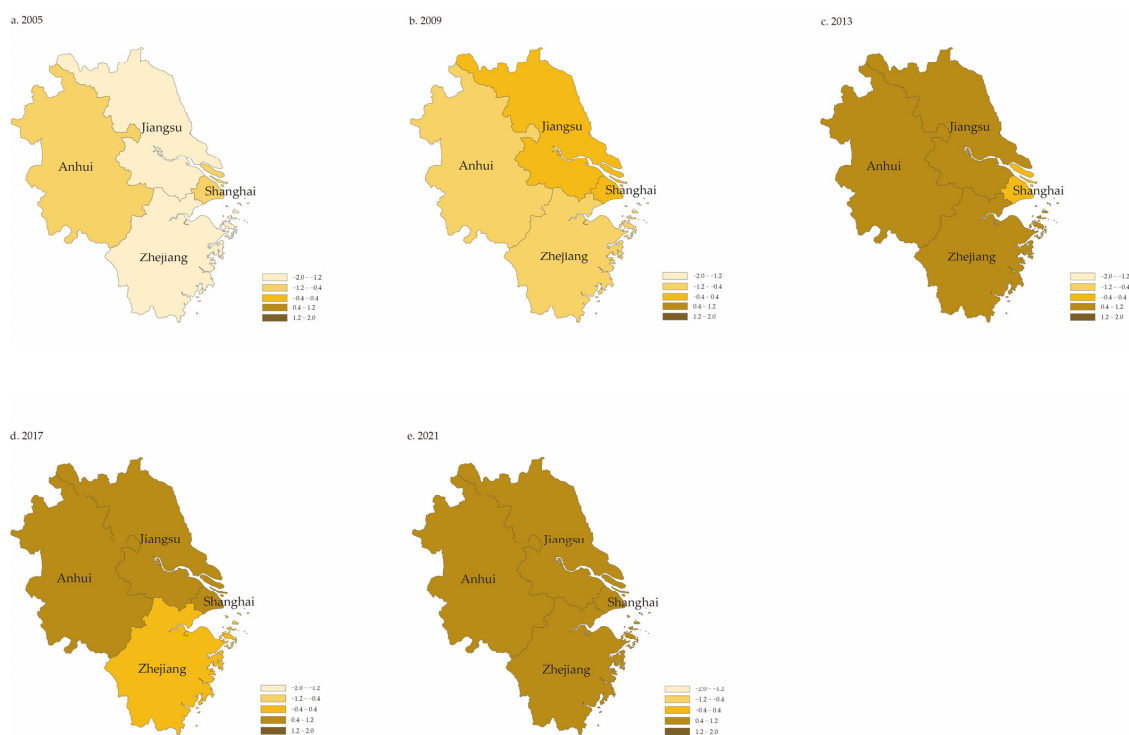 a. 2005
Jiangsu
Anhui
Shanghai
Zhejiang
−2.0 – −1.2
−1.2 – −0.4
−0.4 – 0.4
0.4 – 1.2
1.2 – 2.0
b. 2009
Jiangsu
Anhui
Shanghai
Zhejiang
−2.0 – −1.2
−1.2 – −0.4
−0.4 – 0.4
0.4 – 1.2
1.2 – 2.0
c. 2013
Jiangsu
Anhui
Shanghai
Zhejiang
−2.0 – −1.2
−1.2 – −0.4
−0.4 – 0.4
0.4 – 1.2
1.2 – 2.0
d. 2017
Jiangsu
Anhui
Shanghai
Zhejiang
−2.0 – −1.2
−1.2 – −0.4
−0.4 – 0.4
0.4 – 1.2
1.2 – 2.0
e. 2021
Jiangsu
Anhui
Shanghai
Zhejiang
−2.0 – −1.2
−1.2 – −0.4
−0.4 – 0.4
0.4 – 1.2
1.2 – 2.0